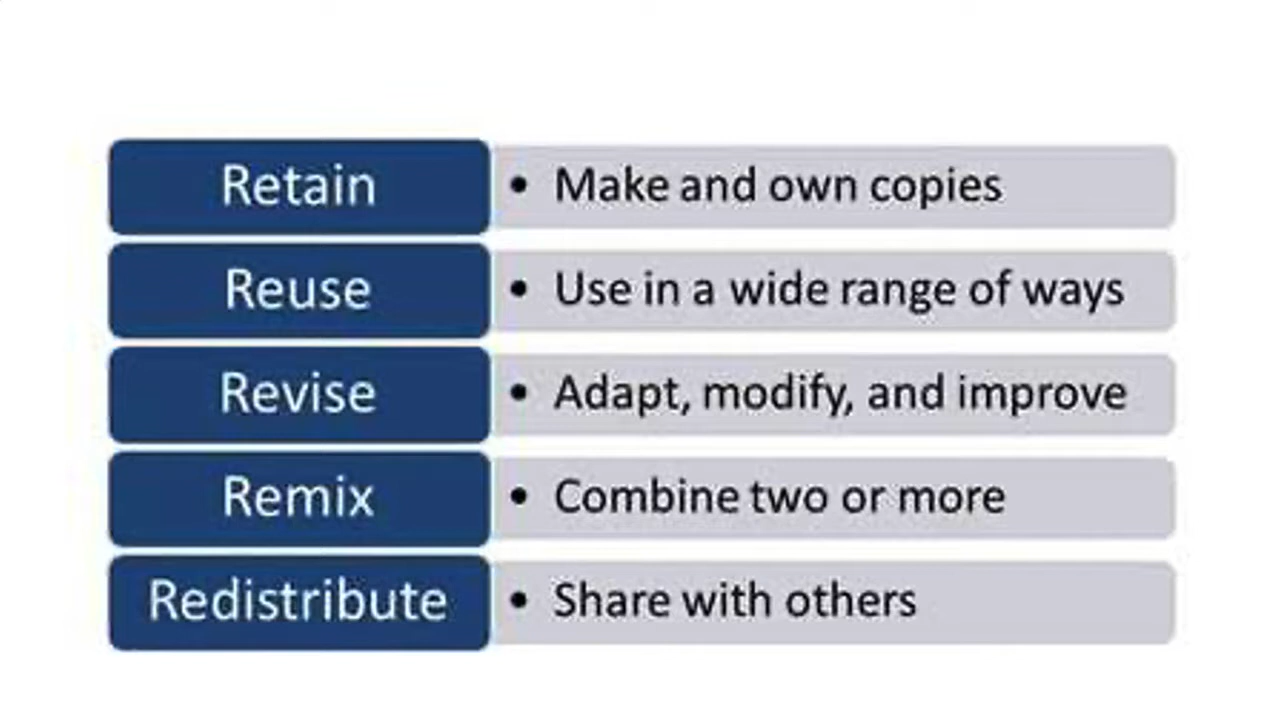 Retain
• Make and own copies
Reuse
• Use in a wide range of ways
Revise
• Adapt, modify, and improve
Remix
• Combine two or more
Redistribute
• Share with others